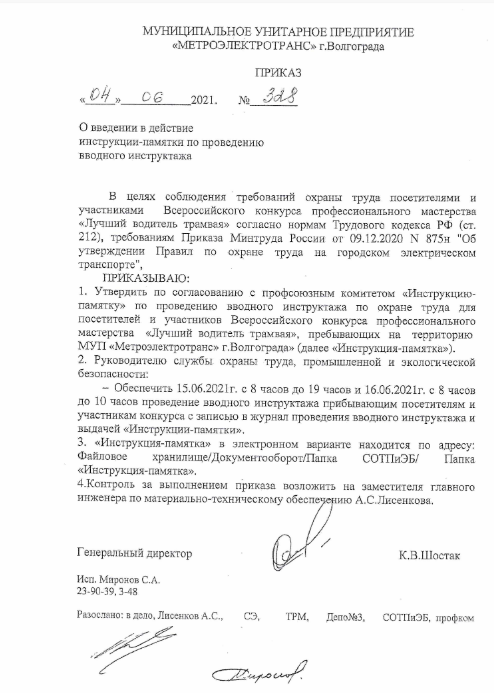 МУНИЦИПАЛЬНОЕ УНИТАРНОЕ ПРЕДПРИЯТИЕ
«МЕТРОЭЛЕКТРОТРАНС» г.Волгограда
ПРИКАЗ
«04» 06 2021. № 328
О введении в действие
инструкции-памятки по проведению
вводного инструктажа
В целях соблюдения требований охраны труда посетителями и
участниками Всероссийского конкурса профессионального мастерства
«Лучший водитель трамвая» согласно нормам Трудового кодекса РФ (ст.
212), требованиям Приказа Минтруда России от 09.12.2020 N 875н "Об
утверждении Правил по охране труда на городском электрическом
транспорте",
ПРИКАЗЫВАЮ:
1. Утвердить по согласованию с профсоюзным комитетом «Инструкцию-
памятку» по проведению вводного инструктажа по охране труда для
посетителей и участников Всероссийского конкурса профессионального
мастерства «Лучший водитель трамвая», пребывающих на территорию
МУП «Метроэлектротранс» г.Волгограда» (далее «Инструкция-памятка»).
2. Руководителю службы охраны труда, промышленной и экологической
безопасности:
– Обеспечить 15.06.2021г. с 8 часов до 19 часов и 16.06.2021г. с 8 часов
до 10 часов проведение вводного инструктажа прибывающим посетителям и
участникам конкурса с записью в журнал проведения вводного инструктажа и
выдачей «Инструкции-памятки».
3. «Инструкция-памятка» в электронном варианте находится по адресу:
Файловое хранилище/Документооборот/Папка СОТПиЭБ/ Папка
«Инструкция-памятка».
4.Контроль за выполнением приказа возложить на заместителя главного
инженера по материально-техническому обеспечению А.С.Лисенкова.
Генеральный директор К.В.Шостак
Исп. Миронов С.А.
23-90-39, 3-48
Разослано: в дело, Лисенков А.С., СЭ, ТРМ, Депо№3, СОТПиЭБ, профком